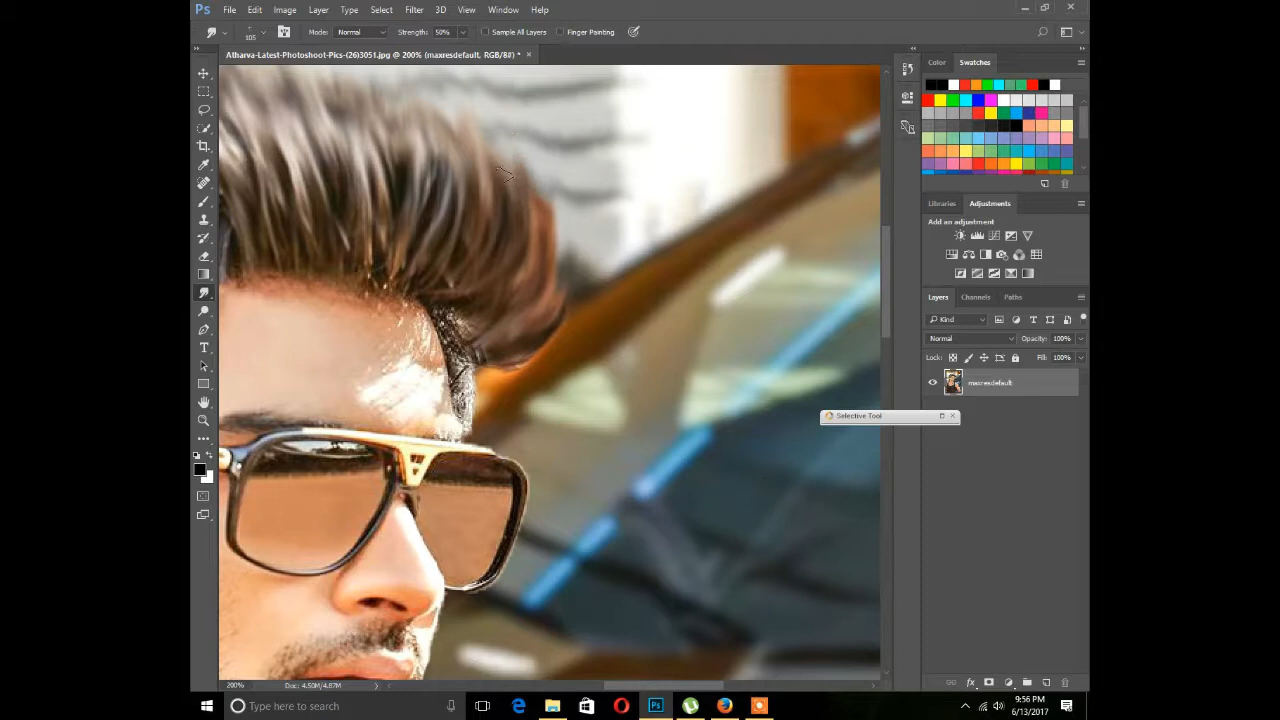 Ps File Edit Image Layer Type Select Filter 3D View Window Help
105 Mode: Normal Strength: 50% Sample All Layers Finger Painting
Atharva-Latest-Photoshoot-Pics-(26)3051.jpg @ 200% (maxresdefault, RGB/8#) *
Color Swatches
Libraries Adjustments
Add an adjustment
Layers Channels Paths
Kind
Normal Opacity: 100%
Lock: Fill: 100%
maxresdefault
Selective Tool
200% Doc: 4.50M/4.87M
Type here to search
9:56 PM
6/13/2017